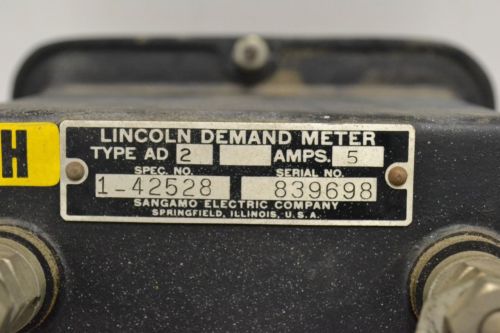 LINCOLN DEMAND METER
TYPE AD 2 AMPS. 5
SPEC. NO. SERIAL NO.
1-42528 839698
SANGAMO ELECTRIC COMPANY
SPRINGFIELD, ILLINOIS, U.S.A.
H